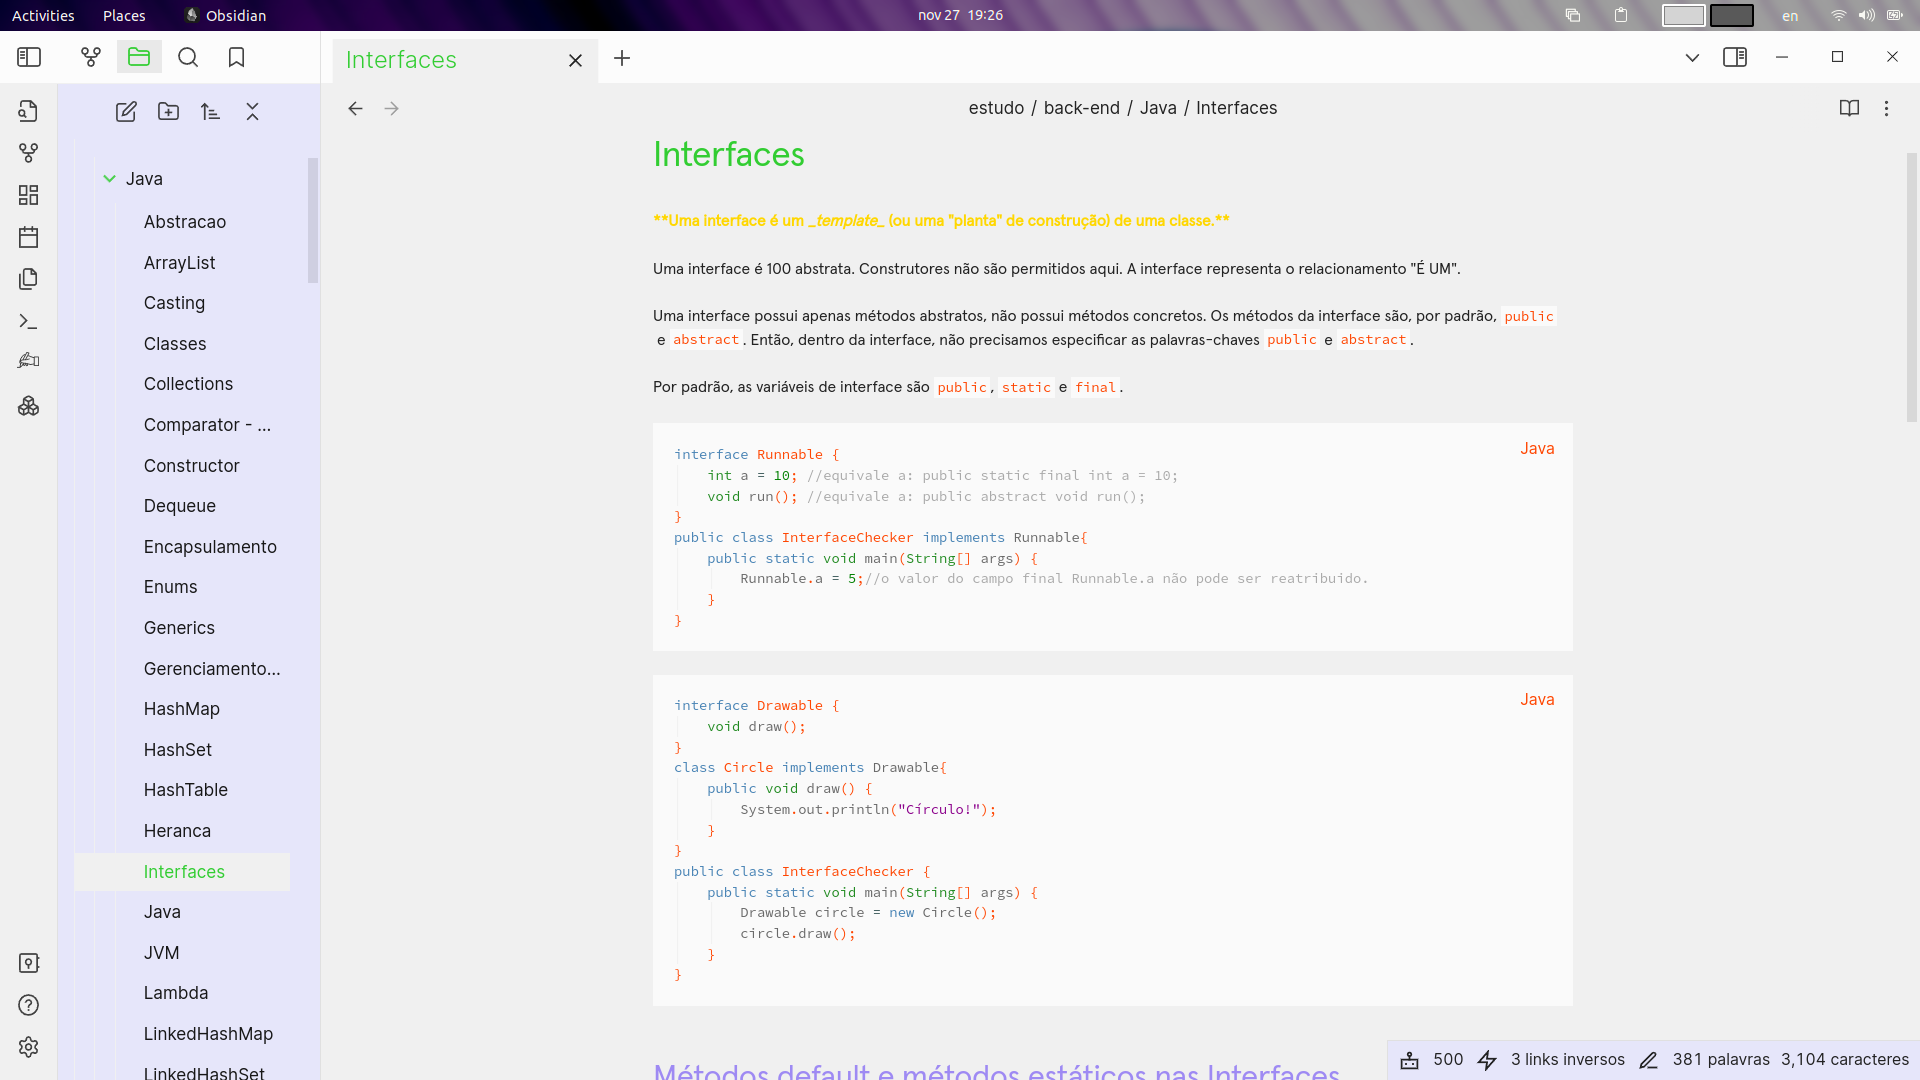 Activities Places Obsidian nov 27 19:26 en
Interfaces
estudo / back-end / Java / Interfaces
Java
Abstracao
ArrayList
Casting
Classes
Collections
Comparator - ...
Constructor
Dequeue
Encapsulamento
Enums
Generics
Gerenciamento...
HashMap
HashSet
HashTable
Heranca
Interfaces
Java
JVM
Lambda
LinkedHashMap
LinkedHashSet
Interfaces
**Uma interface é um _template_ (ou uma "planta" de construção) de uma classe.**
Uma interface é 100 abstrata. Construtores não são permitidos aqui. A interface representa o relacionamento "É UM".
Uma interface possui apenas métodos abstratos, não possui métodos concretos. Os métodos da interface são, por padrão, public
e abstract. Então, dentro da interface, não precisamos especificar as palavras-chaves public e abstract.
Por padrão, as variáveis de interface são public, static e final.
Java
interface Runnable {
    int a = 10; //equivale a: public static final int a = 10;
    void run(); //equivale a: public abstract void run();
}
public class InterfaceChecker implements Runnable{
    public static void main(String[] args) {
        Runnable.a = 5;//o valor do campo final Runnable.a não pode ser reatribuido.
    }
}
Java
interface Drawable {
    void draw();
}
class Circle implements Drawable{
    public void draw() {
        System.out.println("Círculo!");
    }
}
public class InterfaceChecker {
    public static void main(String[] args) {
        Drawable circle = new Circle();
        circle.draw();
    }
}
Métodos default e métodos estáticos nas Interfaces
500 3 links inversos 381 palavras 3,104 caracteres